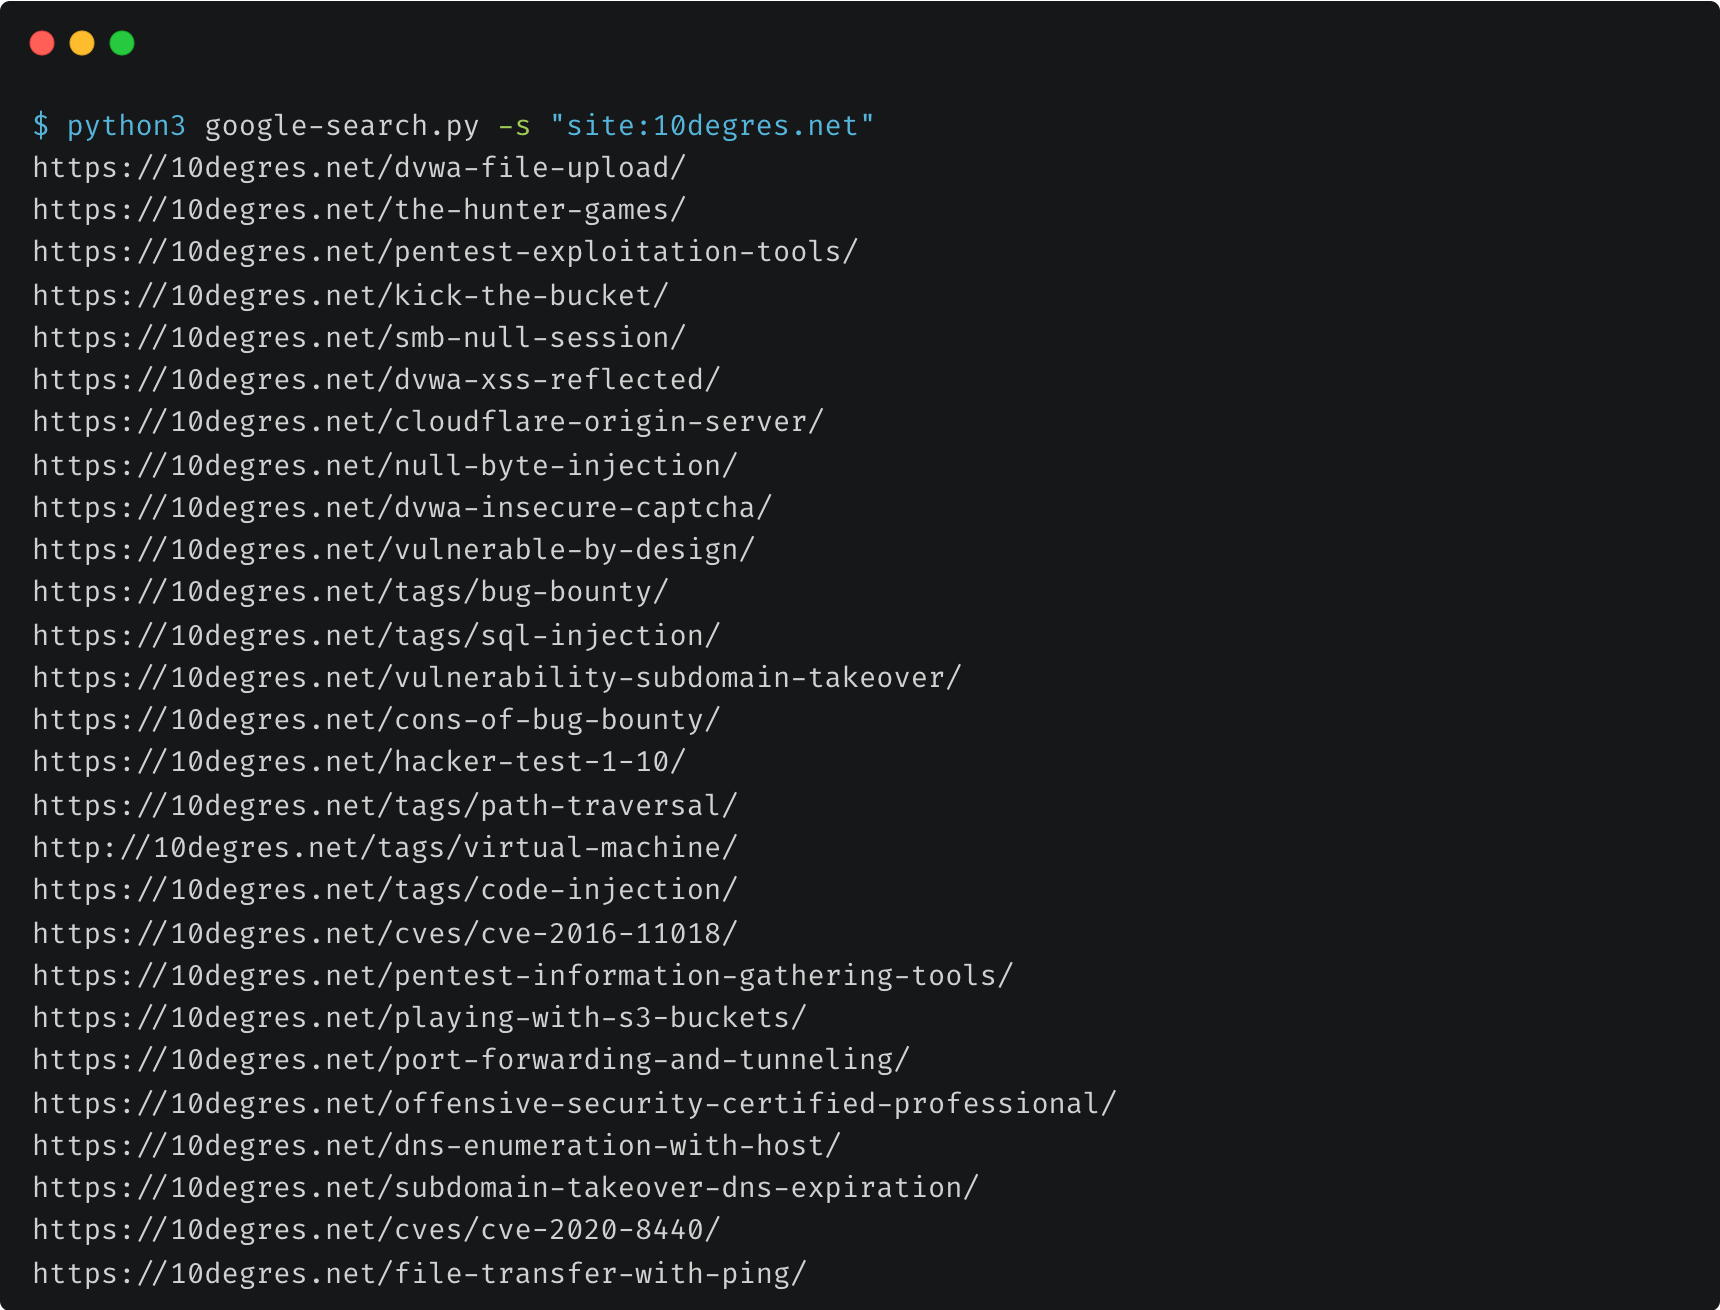 $ python3 google-search.py -s "site:10degres.net"
https://10degres.net/dvwa-file-upload/
https://10degres.net/the-hunter-games/
https://10degres.net/pentest-exploitation-tools/
https://10degres.net/kick-the-bucket/
https://10degres.net/smb-null-session/
https://10degres.net/dvwa-xss-reflected/
https://10degres.net/cloudflare-origin-server/
https://10degres.net/null-byte-injection/
https://10degres.net/dvwa-insecure-captcha/
https://10degres.net/vulnerable-by-design/
https://10degres.net/tags/bug-bounty/
https://10degres.net/tags/sql-injection/
https://10degres.net/vulnerability-subdomain-takeover/
https://10degres.net/cons-of-bug-bounty/
https://10degres.net/hacker-test-1-10/
https://10degres.net/tags/path-traversal/
http://10degres.net/tags/virtual-machine/
https://10degres.net/tags/code-injection/
https://10degres.net/cves/cve-2016-11018/
https://10degres.net/pentest-information-gathering-tools/
https://10degres.net/playing-with-s3-buckets/
https://10degres.net/port-forwarding-and-tunneling/
https://10degres.net/offensive-security-certified-professional/
https://10degres.net/dns-enumeration-with-host/
https://10degres.net/subdomain-takeover-dns-expiration/
https://10degres.net/cves/cve-2020-8440/
https://10degres.net/file-transfer-with-ping/